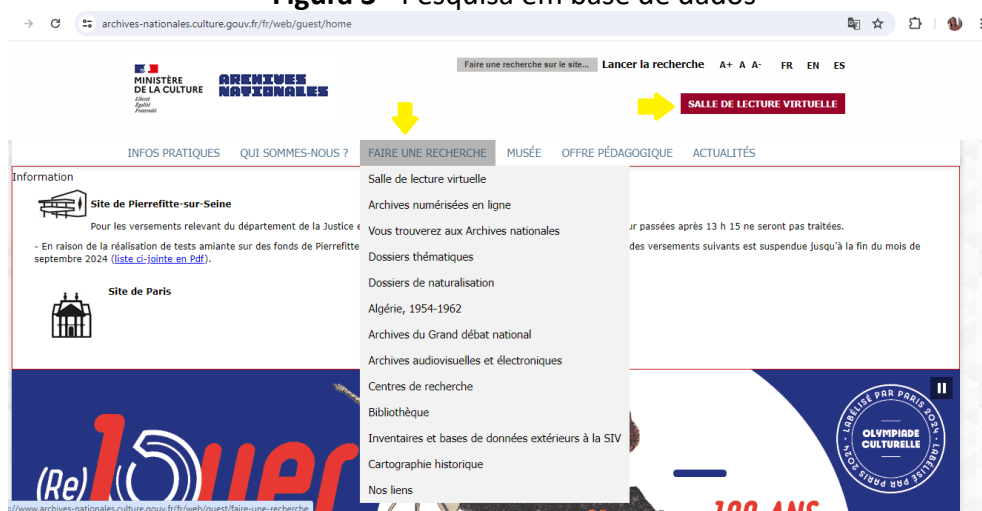 Figura 3 - Pesquisa em base de dados
archives-nationales.culture.gouv.fr/fr/web/guest/home
MINISTÈRE
DE LA CULTURE
Liberté
Égalité
Fraternité
ARCHIVES
NATIONALES
Faire une recherche sur le site... Lancer la recherche A+ A A- FR EN ES
SALLE DE LECTURE VIRTUELLE
INFOS PRATIQUES QUI SOMMES-NOUS ? FAIRE UNE RECHERCHE MUSÉE OFFRE PÉDAGOGIQUE ACTUALITÉS
Information
Site de Pierrefitte-sur-Seine
Pour les versements relevant du département de la Justice
ur passées après 13 h 15 ne seront pas traitées.
- En raison de la réalisation de tests amiante sur des fonds de Pierrefitte
des versements suivants est suspendue jusqu'à la fin du mois de
septembre 2024 (liste ci-jointe en Pdf).
Site de Paris
Salle de lecture virtuelle
Archives numérisées en ligne
Vous trouverez aux Archives nationales
Dossiers thématiques
Dossiers de naturalisation
Algérie, 1954-1962
Archives du Grand débat national
Archives audiovisuelles et électroniques
Centres de recherche
Bibliothèque
Inventaires et bases de données extérieurs à la SIV
Cartographie historique
Nos liens
(Re) Jouer
100 ANS
LABÉLISÉ PAR PARIS 2024
OLYMPIADE
CULTURELLE
://www.archives-nationales.culture.gouv.fr/fr/web/guest/faire-une-recherche